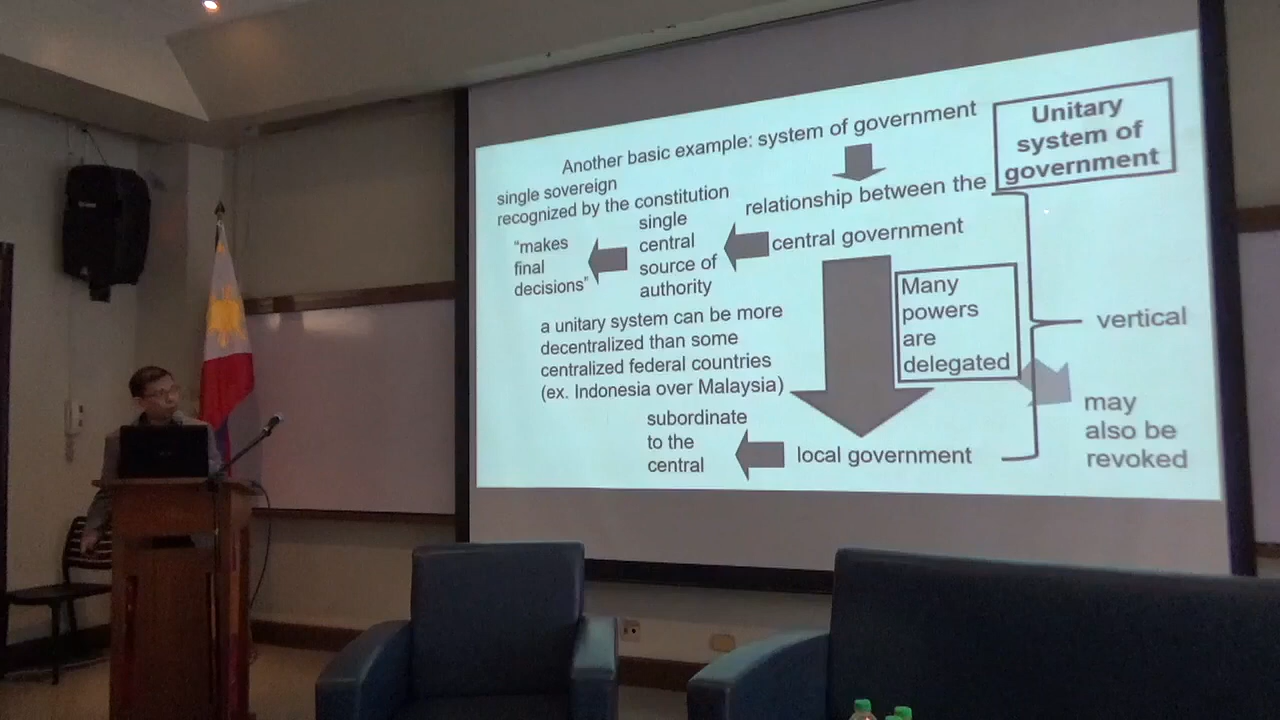 Another basic example: system of government
Unitary
system of
government
single sovereign
recognized by the constitution
relationship between the
"makes
final
decisions"
single
central
source of
authority
central government
Many
powers
are
delegated
vertical
a unitary system can be more
decentralized than some
centralized federal countries
(ex. Indonesia over Malaysia)
may
also be
revoked
subordinate
to the
central
local government